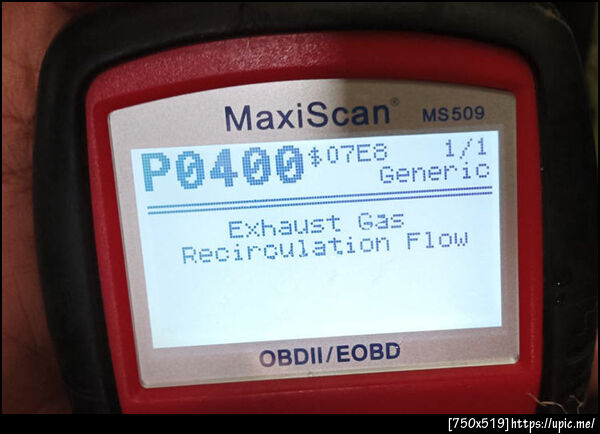 MaxiScan® MS509
P0400 $07E8 1/1
Generic
Exhaust Gas
Recirculation Flow
OBDII/EOBD
[750x519]https://upic.me/